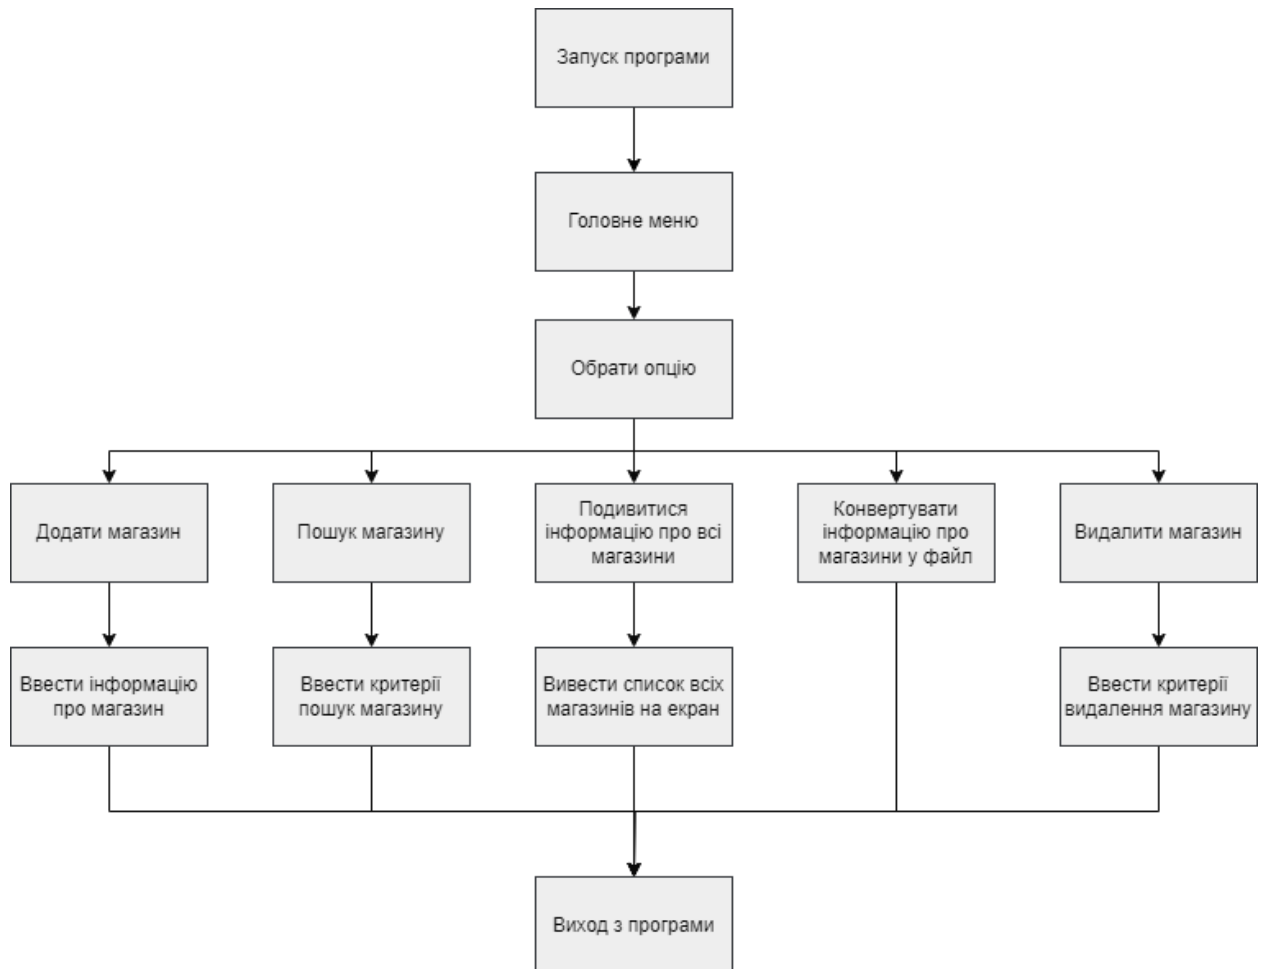 Запуск програми
Головне меню
Обрати опцію
Додати магазин
Пошук магазину
Подивитися
інформацію про всі
магазини
Конвертувати
інформацію про
магазини у файл
Видалити магазин
Ввести інформацію
про магазин
Ввести критерії
пошук магазину
Вивести список всіх
магазинів на екран
Ввести критерії
видалення магазину
Виход з програми